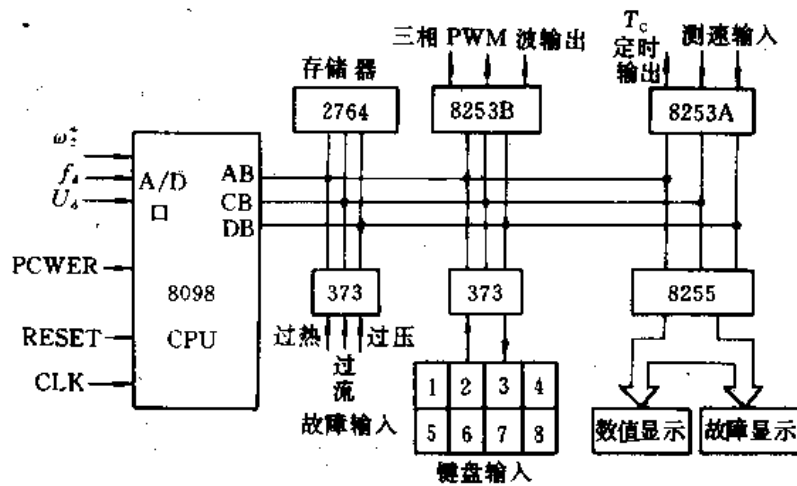 三相 PWM 波输出
T_c
定时
输出
测速输入
存储器
2764
8253B
8253A
A/D
口
AB
CB
DB
PCWER
8098
CPU
RESET
CLK
373
373
8255
过热
过流
过压
故障输入
1 2 3 4
5 6 7 8
键盘输入
数值显示
故障显示